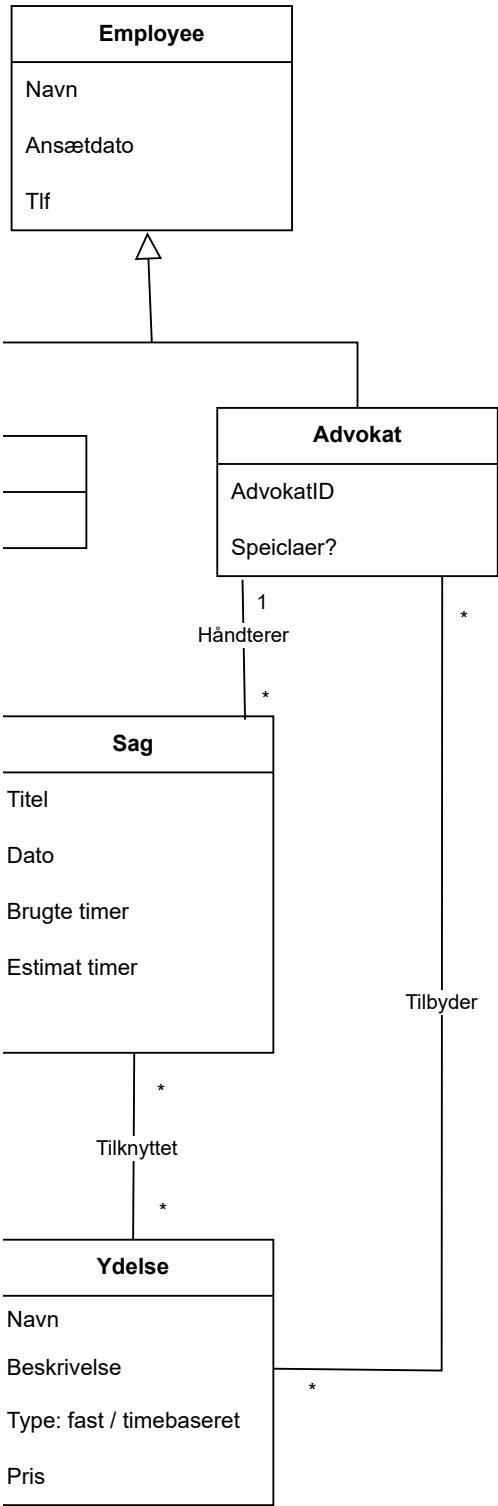 Employee
Navn
Ansætdato
Tlf
Advokat
AdvokatID
Speiclaer?
1
*
Håndterer
*
Sag
Titel
Dato
Brugte timer
Estimat timer
Tilbyder
*
Tilknyttet
*
Ydelse
Navn
Beskrivelse
*
Type: fast / timebaseret
Pris